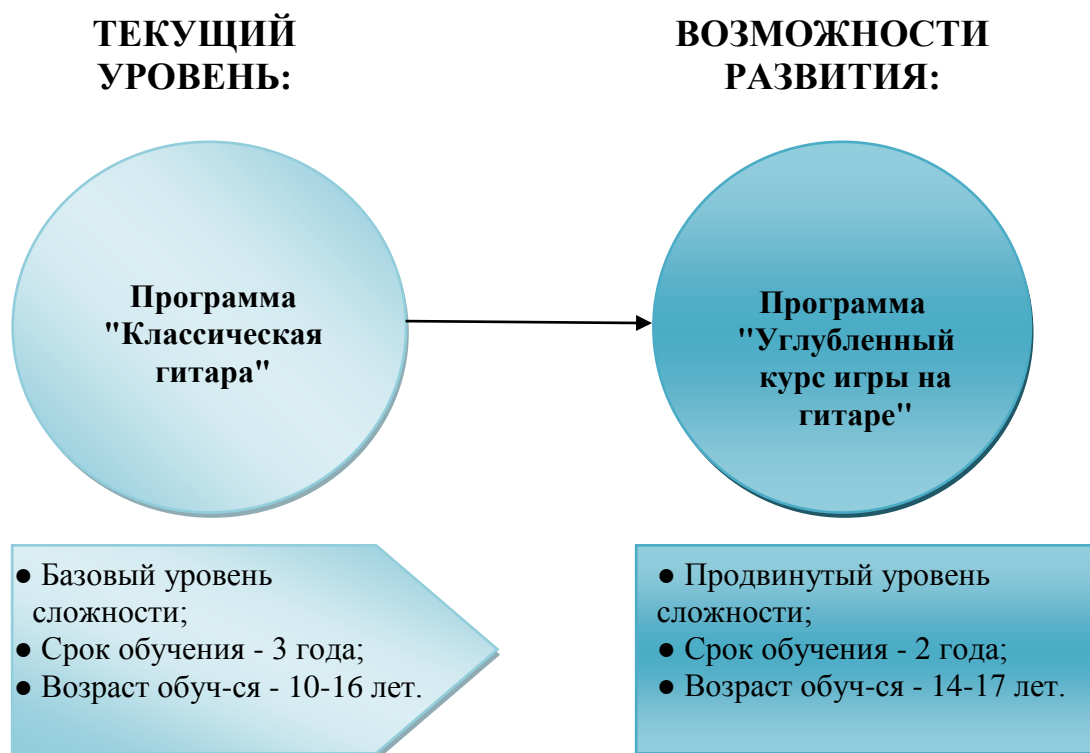 ТЕКУЩИЙ
УРОВЕНЬ:
ВОЗМОЖНОСТИ
РАЗВИТИЯ:
Программа
"Классическая
гитара"
Программа
"Углубленный
курс игры на
гитаре"
● Базовый уровень
сложности;
● Срок обучения - 3 года;
● Возраст обуч-ся - 10-16 лет.
● Продвинутый уровень
сложности;
● Срок обучения - 2 года;
● Возраст обуч-ся - 14-17 лет.